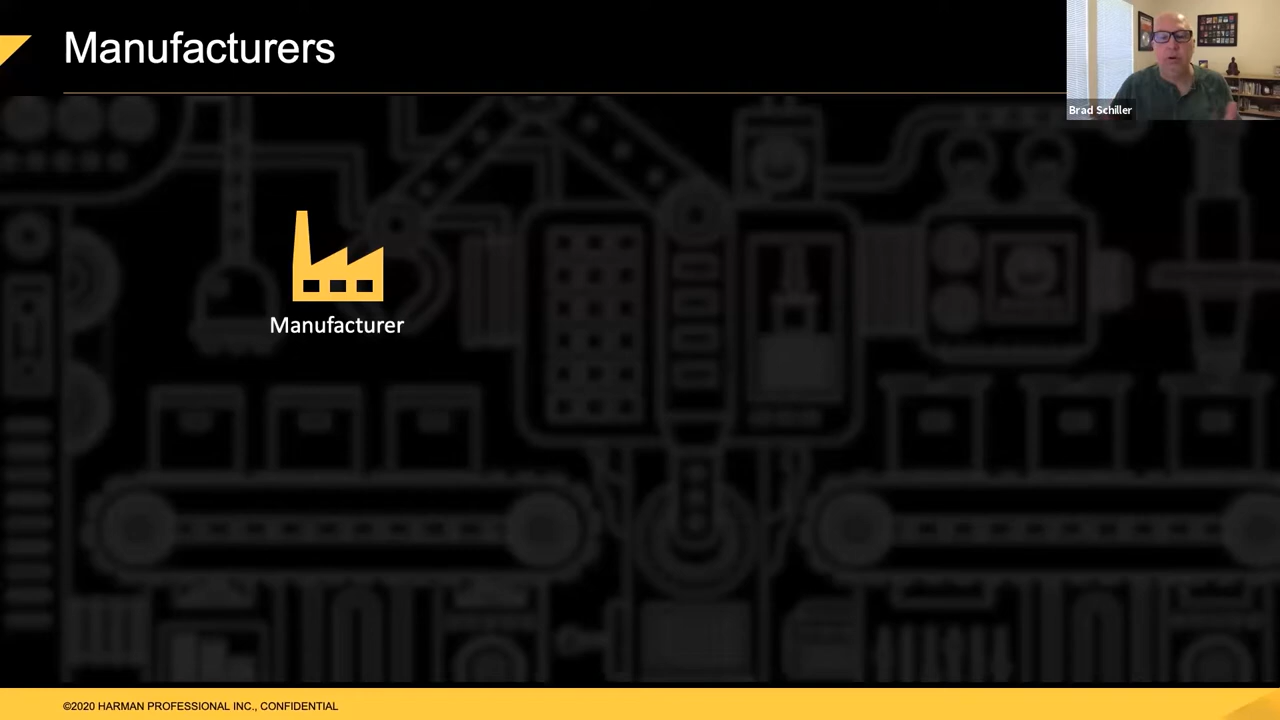 Manufacturers
Brad Schiller
Manufacturer
©2020 HARMAN PROFESSIONAL INC., CONFIDENTIAL